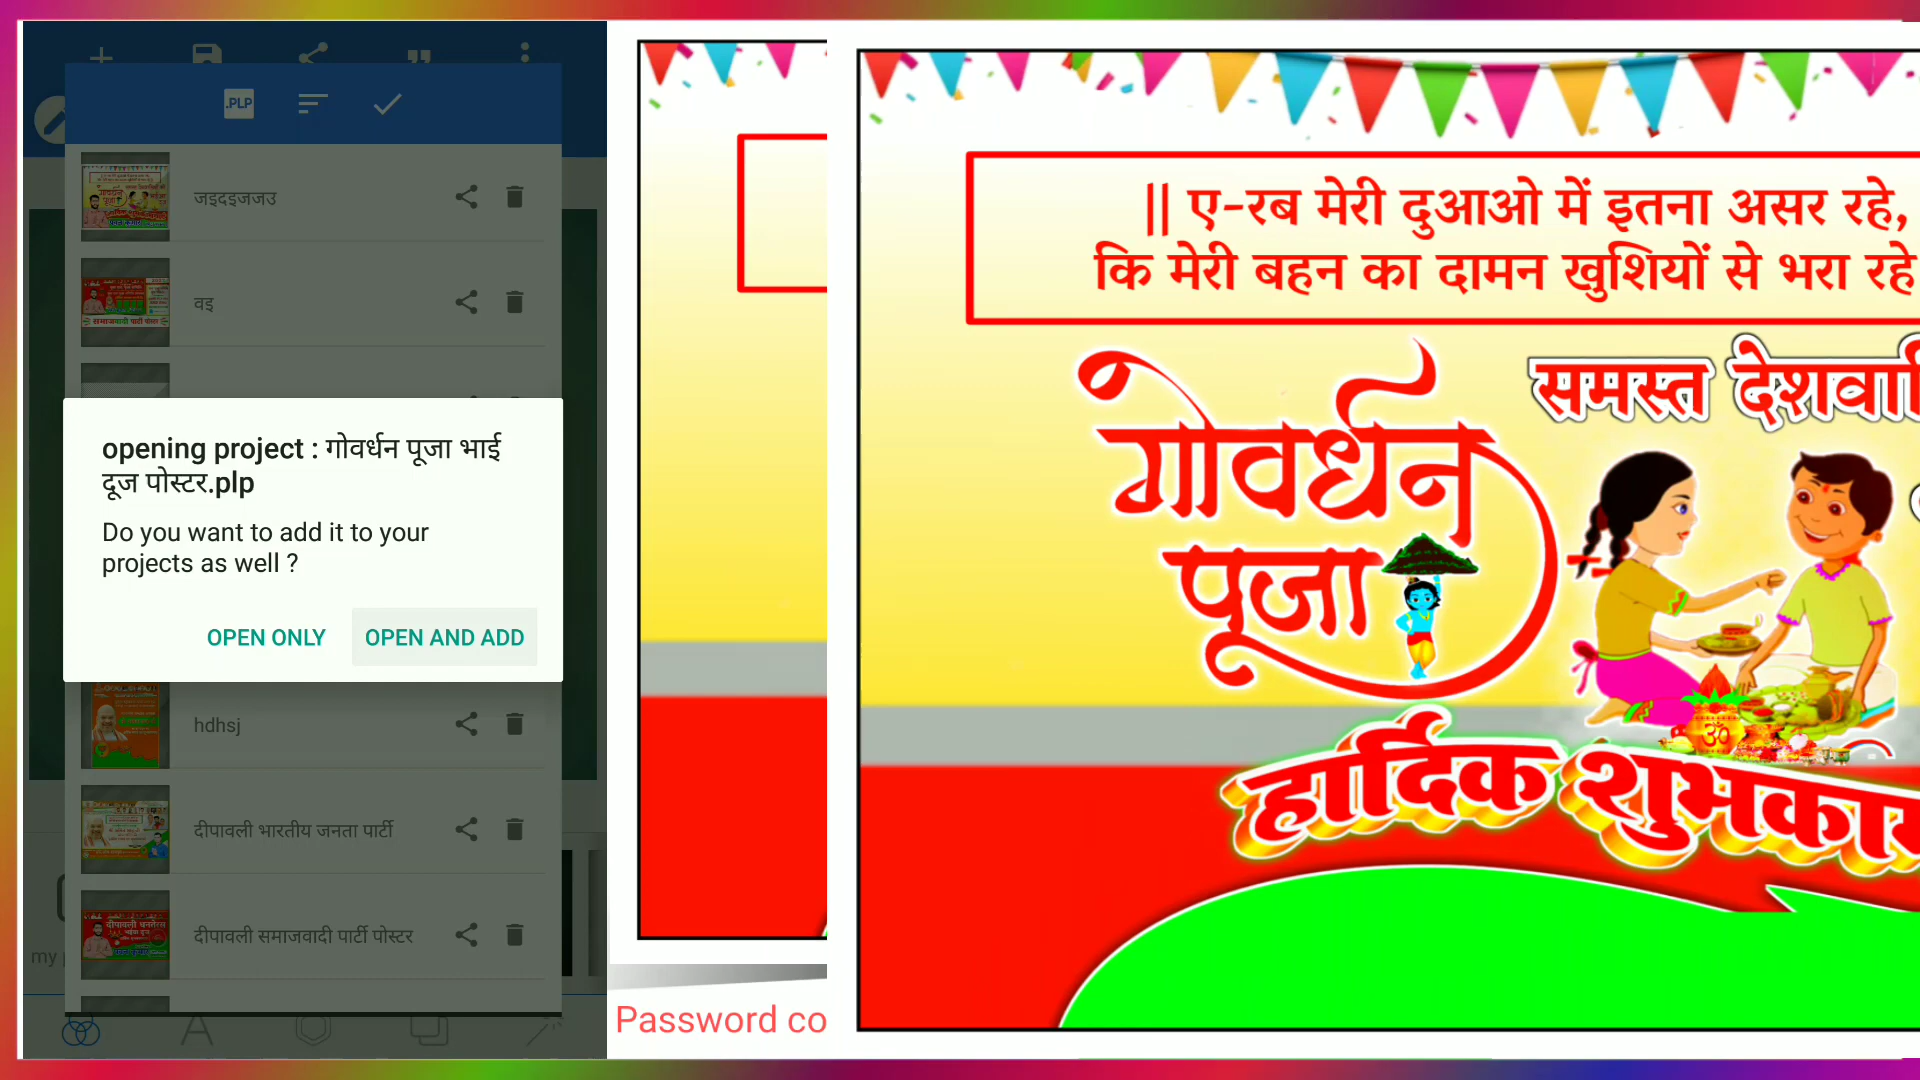 .PLP
जइदइजजउ
वइ
opening project : गोवर्धन पूजा भाई
दूज पोस्टर.plp
Do you want to add it to your
projects as well ?
OPEN ONLY
OPEN AND ADD
hdhsj
दीपावली भारतीय जनता पार्टी
दीपावली समाजवादी पार्टी पोस्टर
my
Password co
|| ए-रब मेरी दुआओ में इतना असर रहे,
कि मेरी बहन का दामन खुशियों से भरा रहे
समस्त देशवा
गोवर्धन
पूजा
ॐ
हार्दिक शुभकाम